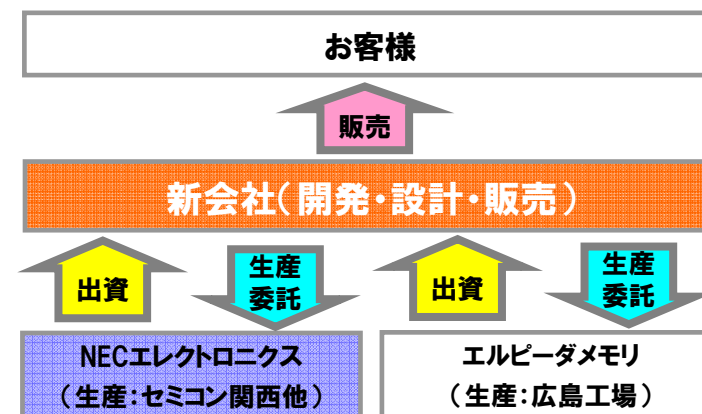 お客様
販売
新会社(開発・設計・販売)
出資
生産
委託
出資
生産
委託
NECエレクトロニクス
(生産:セミコン関西他)
エルピーダメモリ
(生産:広島工場)